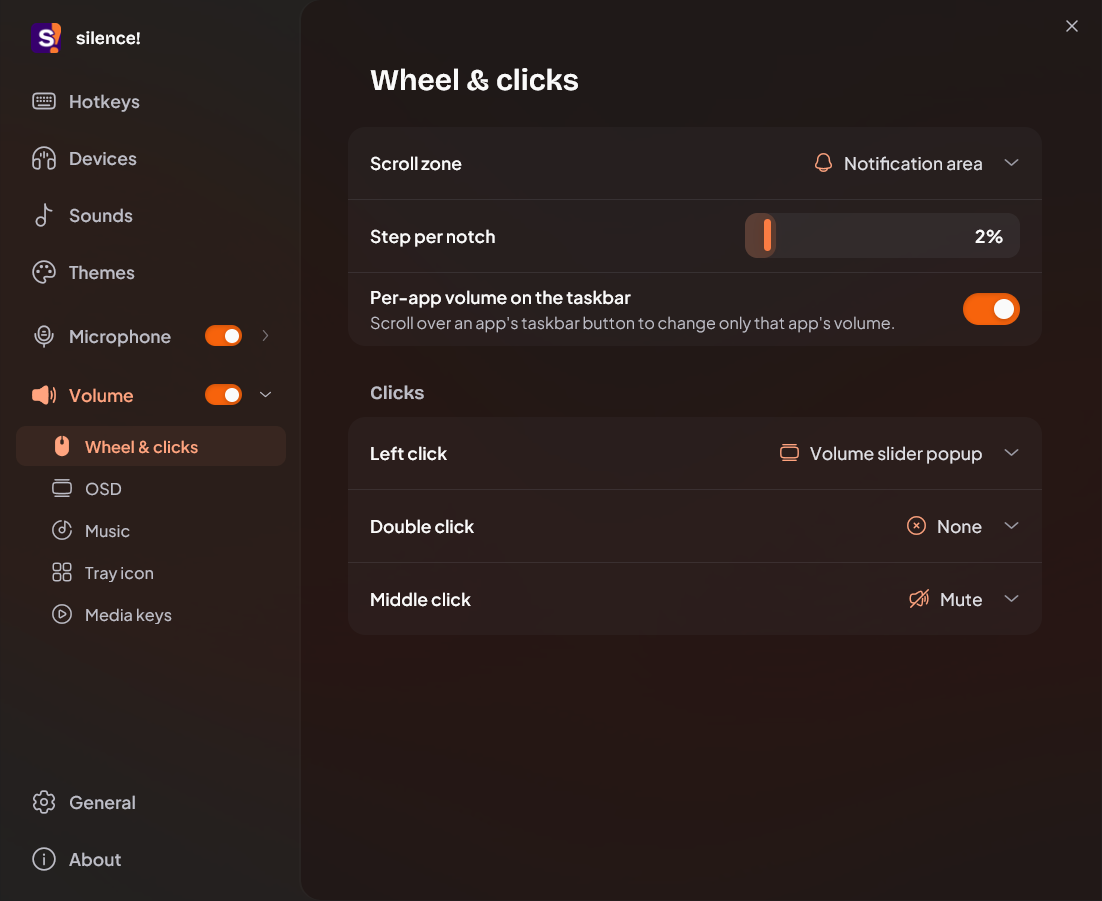 silence!
Hotkeys
Devices
Sounds
Themes
Microphone
Volume
Wheel & clicks
OSD
Music
Tray icon
Media keys
General
About
Wheel & clicks
Scroll zone
Notification area
Step per notch
2%
Per-app volume on the taskbar
Scroll over an app's taskbar button to change only that app's volume.
Clicks
Left click
Volume slider popup
Double click
None
Middle click
Mute